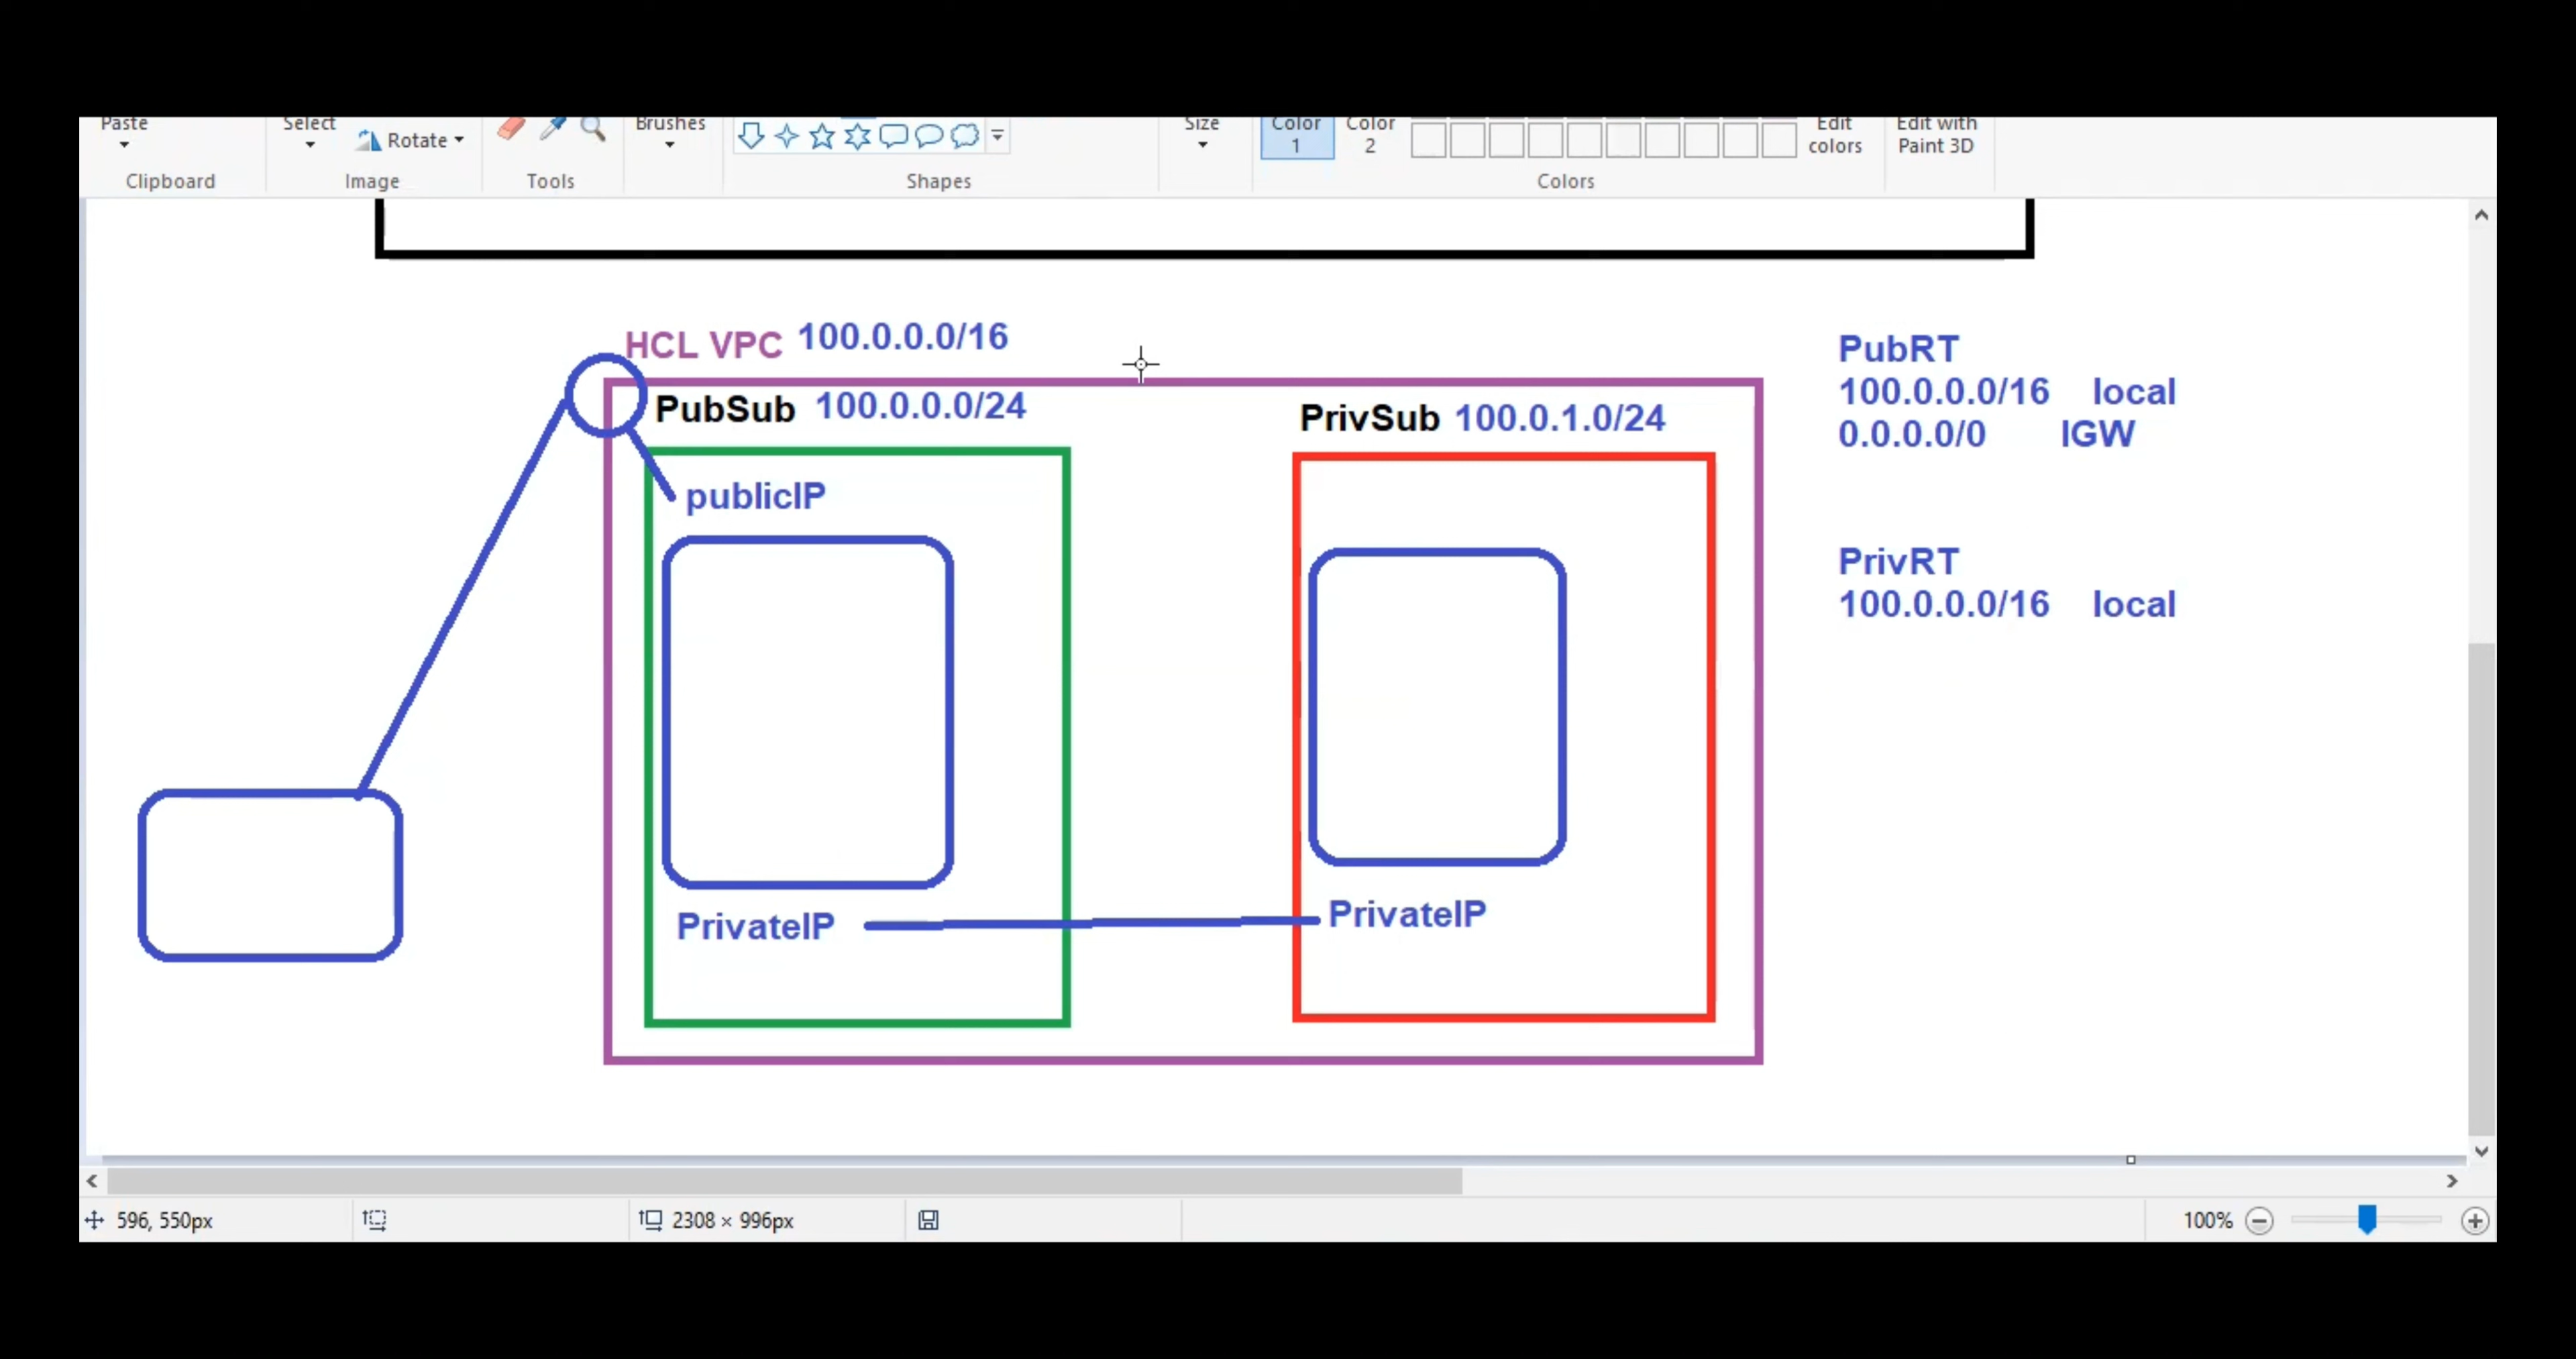 Paste
Select
Rotate
Brushes
Size
Color 1
Color 2
Edit colors
Edit with Paint 3D
Clipboard
Image
Tools
Shapes
Colors
HCL VPC 100.0.0.0/16
PubSub 100.0.0.0/24
PrivSub 100.0.1.0/24
publicIP
PrivateIP
PrivateIP
PubRT
100.0.0.0/16 local
0.0.0.0/0 IGW
PrivRT
100.0.0.0/16 local
596, 550px
2308 × 996px
100%